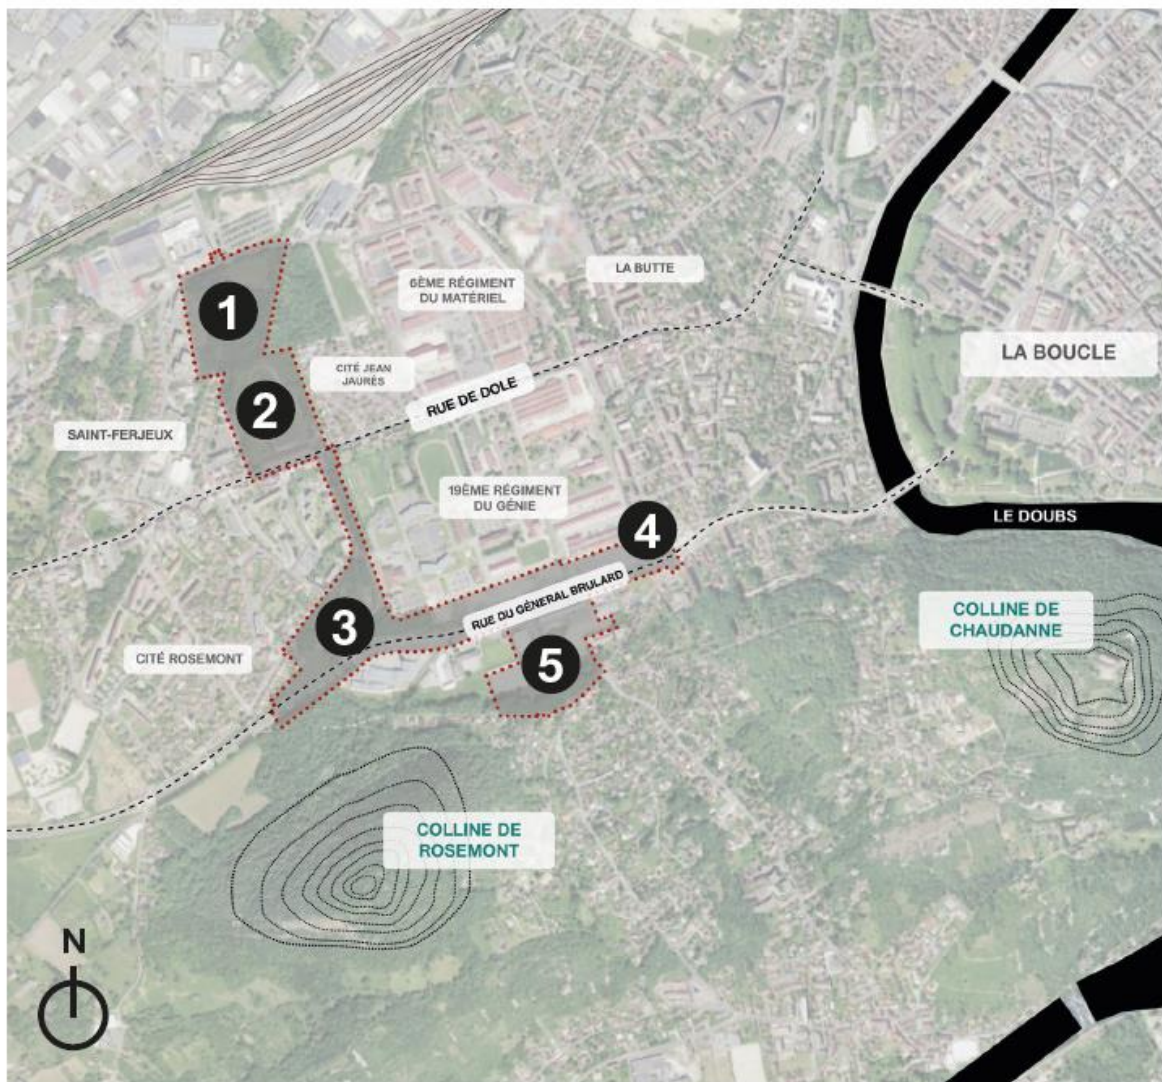 6ÈME RÉGIMENT
DU MATÉRIEL
LA BUTTE
1
LA BOUCLE
CITÉ JEAN
JAURÈS
RUE DE DOLE
2
SAINT-FERJEUX
19ÈME RÉGIMENT
DU GÉNIE
4
LE DOUBS
RUE DU GÉNERAL BRULARD
COLLINE DE
CHAUDANNE
3
CITÉ ROSEMONT
5
COLLINE DE
ROSEMONT
N